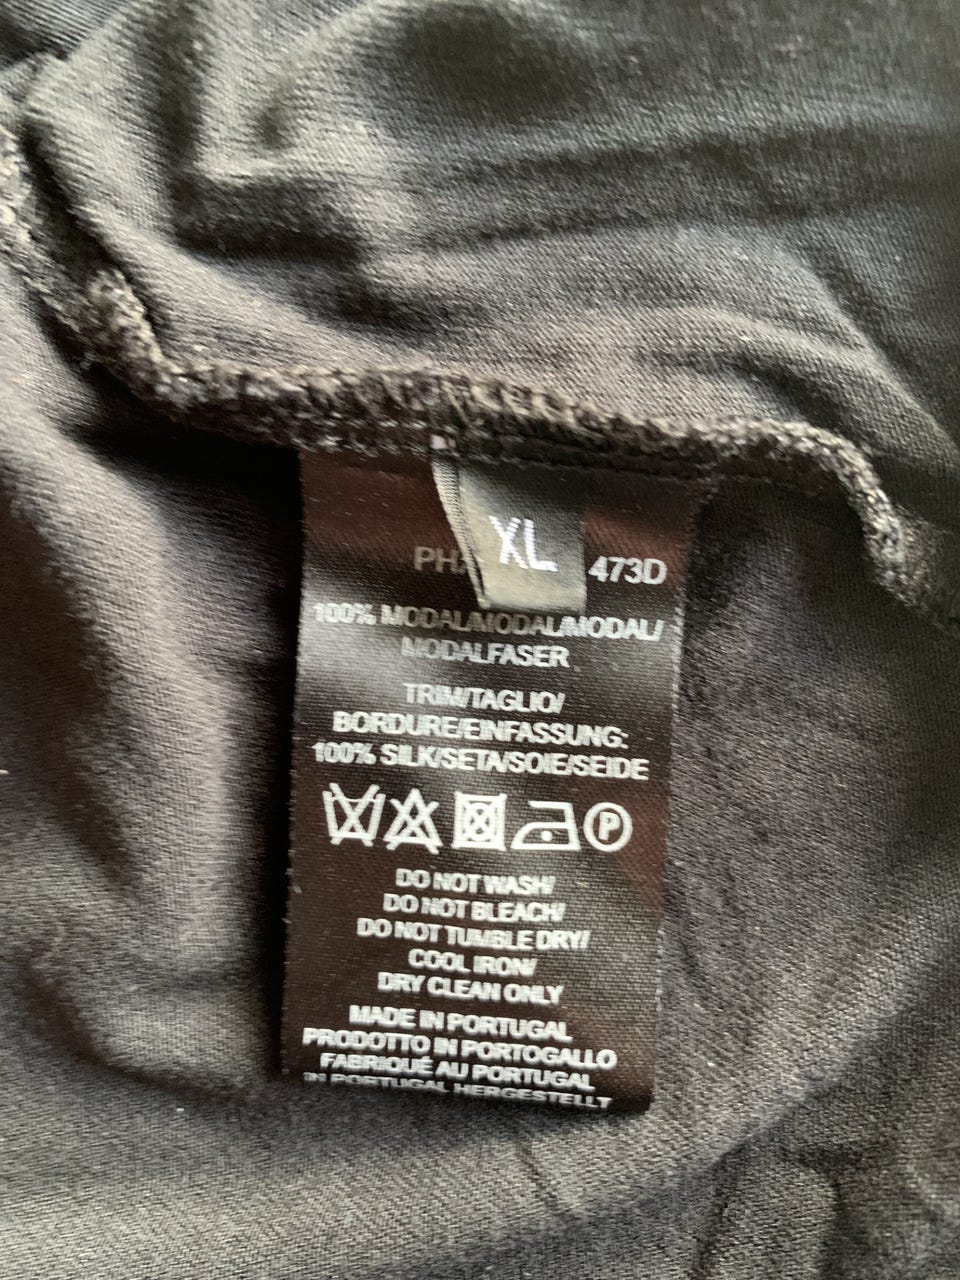 XL
473D
100% MODAL/MODAL/MODAL/
MODALFASER
TRIM/TAGLIO/
BORDURE/EINFASSUNG:
100% SILK/SETA/SOIE/SEIDE
P
DO NOT WASH/
DO NOT BLEACH/
DO NOT TUMBLE DRY/
COOL IRON/
DRY CLEAN ONLY
MADE IN PORTUGAL
PRODOTTO IN PORTOGALLO
FABRIQUÉ AU PORTUGAL
IN PORTUGAL HERGESTELLT